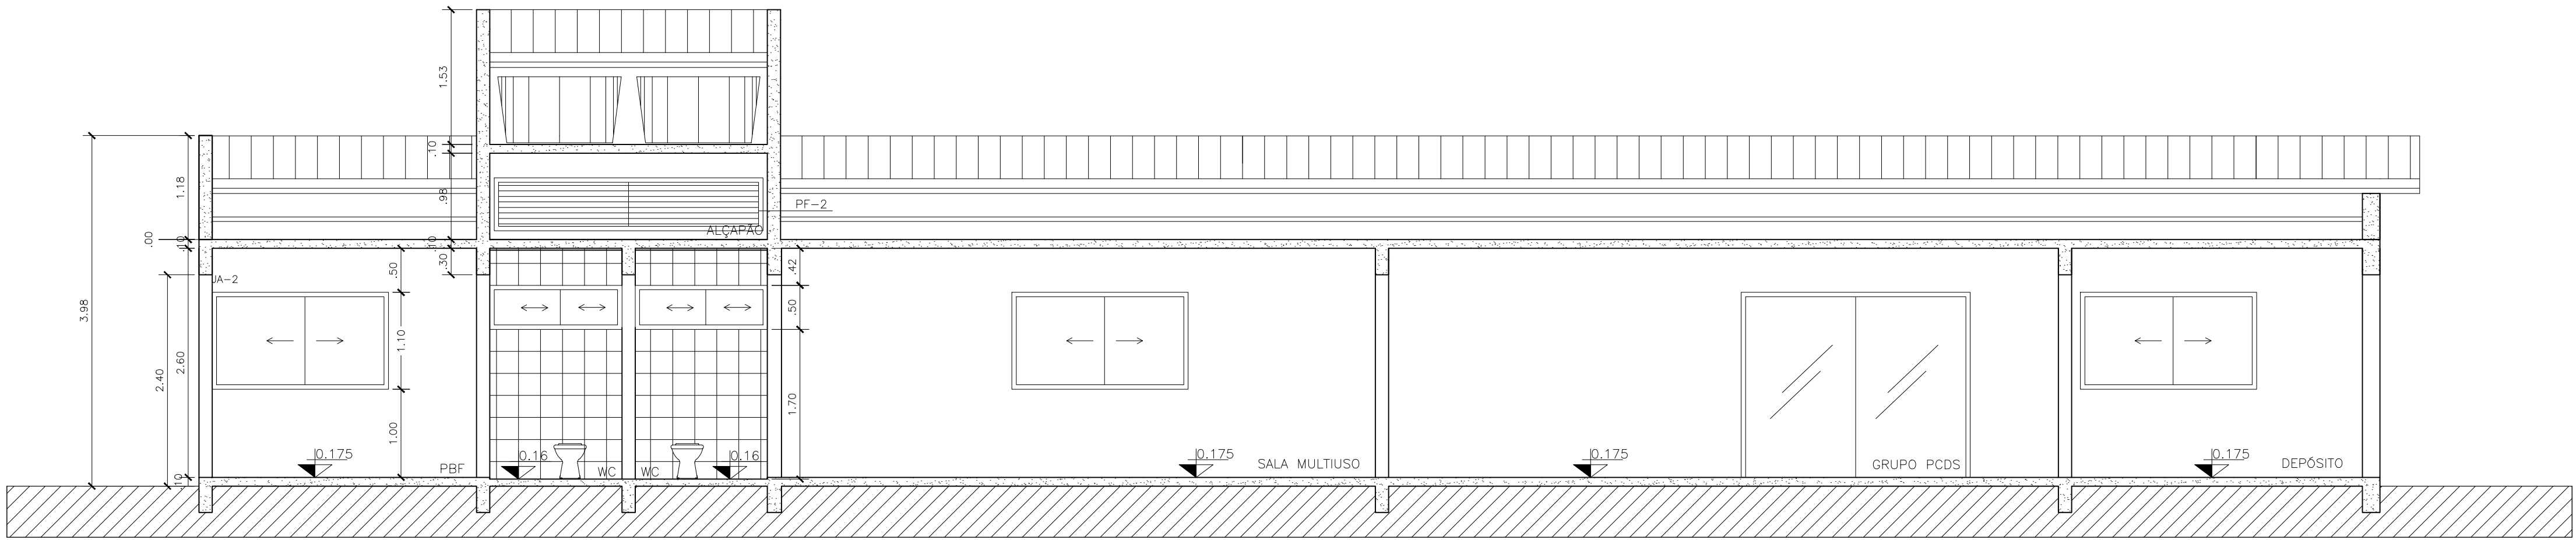 1.53
.10
.98
.10
.30
1.18
.10
.00
3.98
2.40
2.60
.10
JA-2
.50
1.10
1.00
PF-2
ALÇAPÃO
.42
.50
1.70
0.175
PBF
0.16
WC
WC
0.16
0.175
SALA MULTIUSO
0.175
GRUPO PCDS
0.175
DEPÓSITO